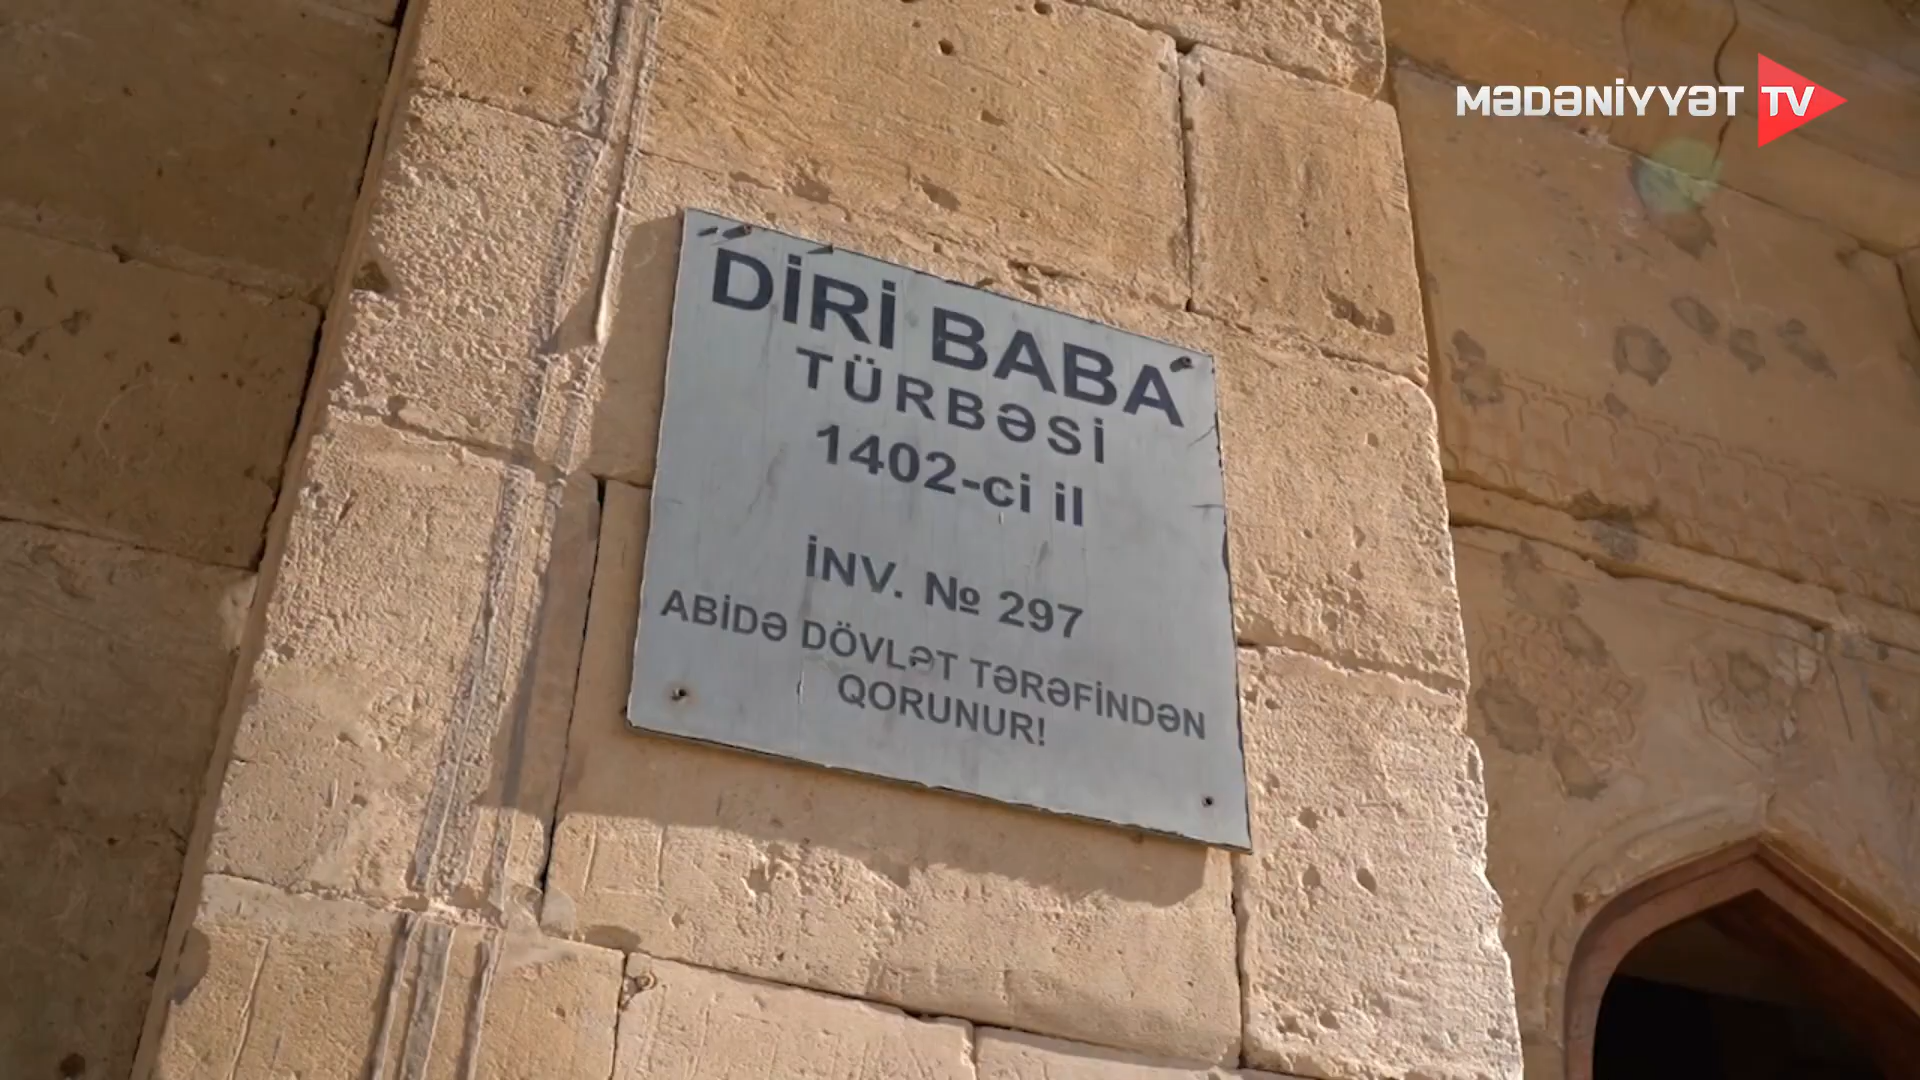 MƏDƏNİYYƏT TV
DİRİ BABA
TÜRBƏSİ
1402-ci il
İNV. № 297
ABİDƏ DÖVLƏT TƏRƏFİNDƏN
QORUNUR!